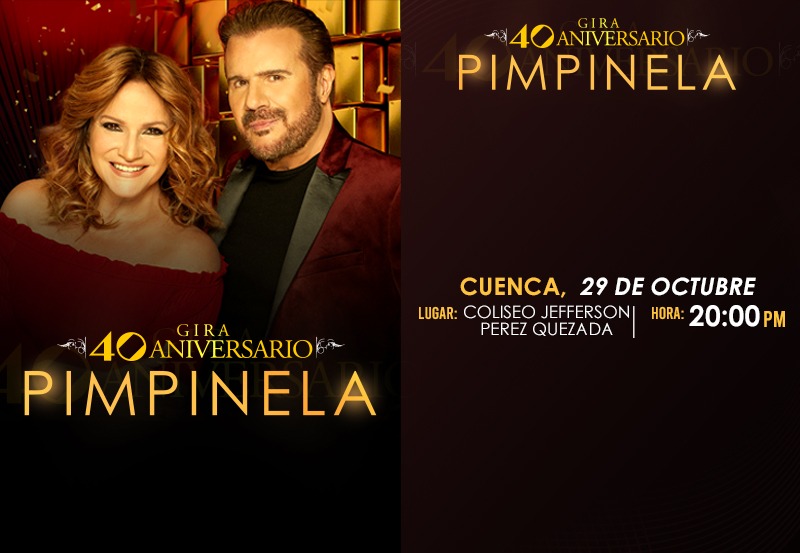 GIRA
40 ANIVERSARIO
PIMPINELA
GIRA
40 ANIVERSARIO
PIMPINELA
CUENCA, 29 DE OCTUBRE
LUGAR: COLISEO JEFFERSON
PEREZ QUEZADA
HORA: 20:00 PM